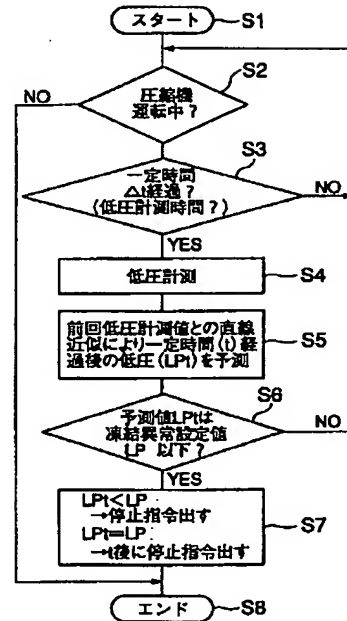 スタート
S1
S2
圧縮機
運転中?
NO
S3
一定時間
Δt経過?
(低圧計測時間?)
NO
YES
低圧計測
S4
前回低圧計測値との直線
近似により一定時間(t)経
過後の低圧(LPt)を予測
S5
S6
予測値LPtは
凍結異常設定値
LP 以下?
NO
YES
LPt<LP
→停止指令出す
LPt=LP
→t後に停止指令出す
S7
エンド
S8